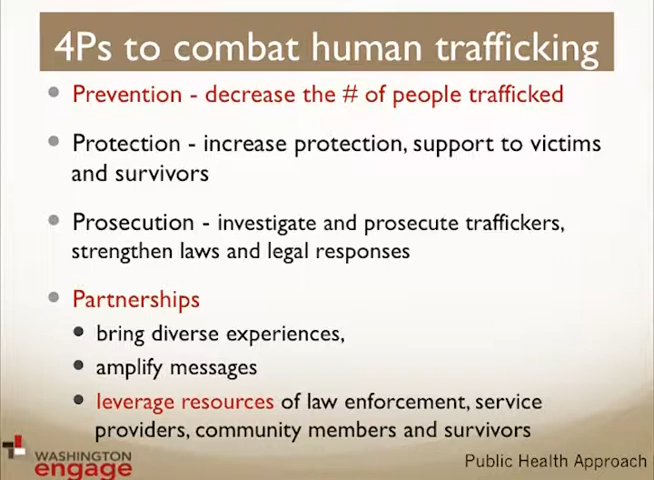 4Ps to combat human trafficking
Prevention - decrease the # of people trafficked
Protection - increase protection, support to victims
and survivors
Prosecution - investigate and prosecute traffickers,
strengthen laws and legal responses
Partnerships
bring diverse experiences,
amplify messages
leverage resources of law enforcement, service
providers, community members and survivors
WASHINGTON
engage
Public Health Approach